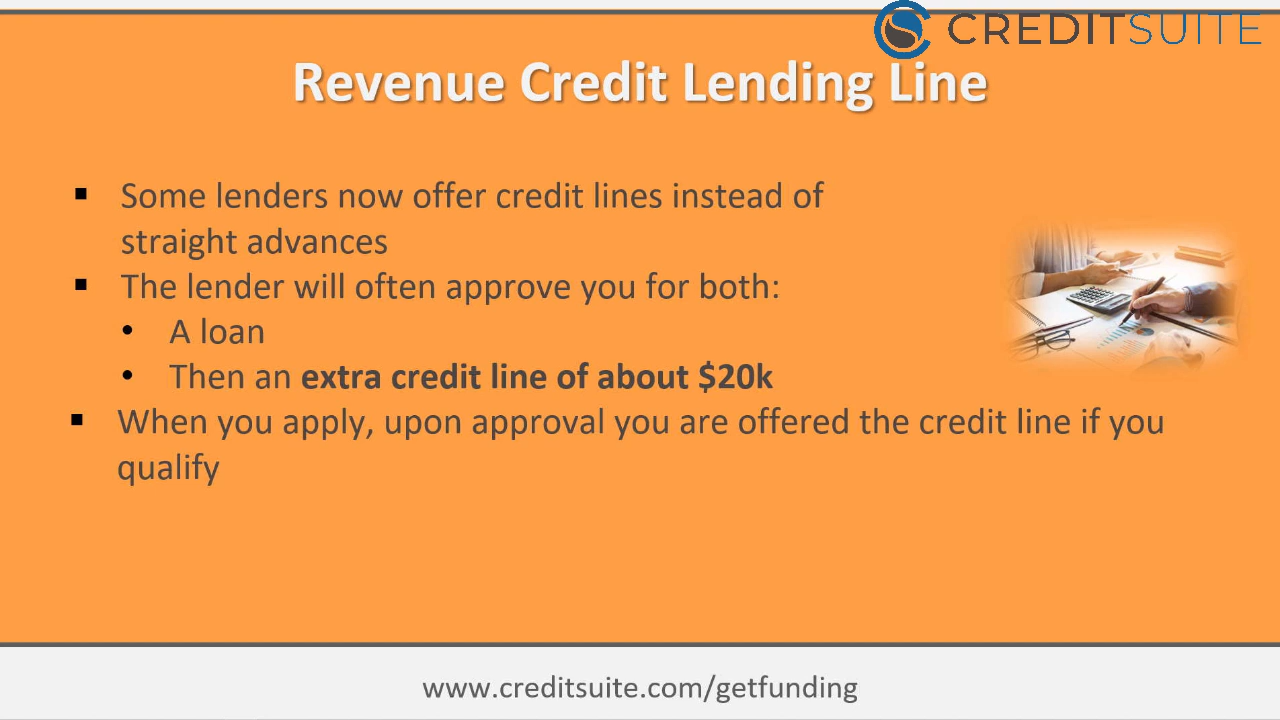 CREDITSUITE
Revenue Credit Lending Line
▪ Some lenders now offer credit lines instead of
straight advances
▪ The lender will often approve you for both:
• A loan
• Then an extra credit line of about $20k
▪ When you apply, upon approval you are offered the credit line if you
qualify
www.creditsuite.com/getfunding